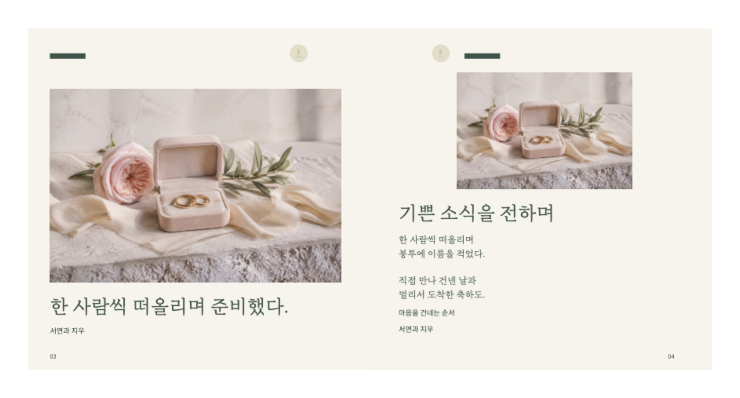 한 사람씩 떠올리며 준비했다.
서연과 지우
03
기쁜 소식을 전하며
한 사람씩 떠올리며
봉투에 이름을 적었다.
직접 만나 건넨 날과
멀리서 도착한 축하도.
마음을 건네는 순서
서연과 지우
04